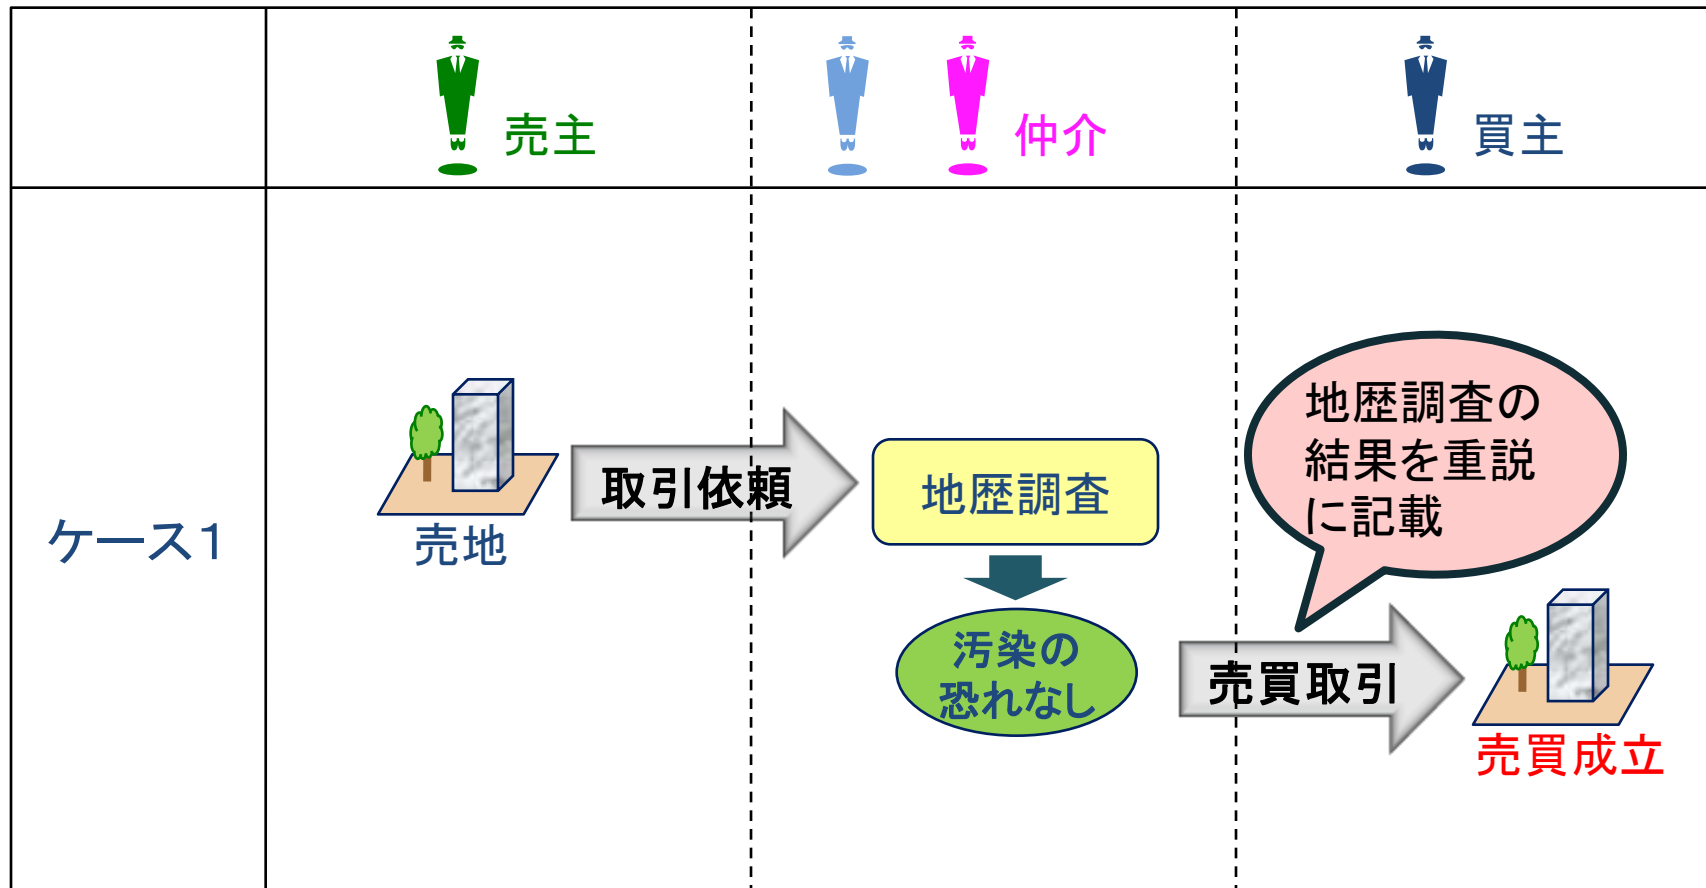 売主
仲介
買主
ケース1
売地
取引依頼
地歴調査
汚染の
恐れなし
地歴調査の
結果を重説
に記載
売買取引
売買成立